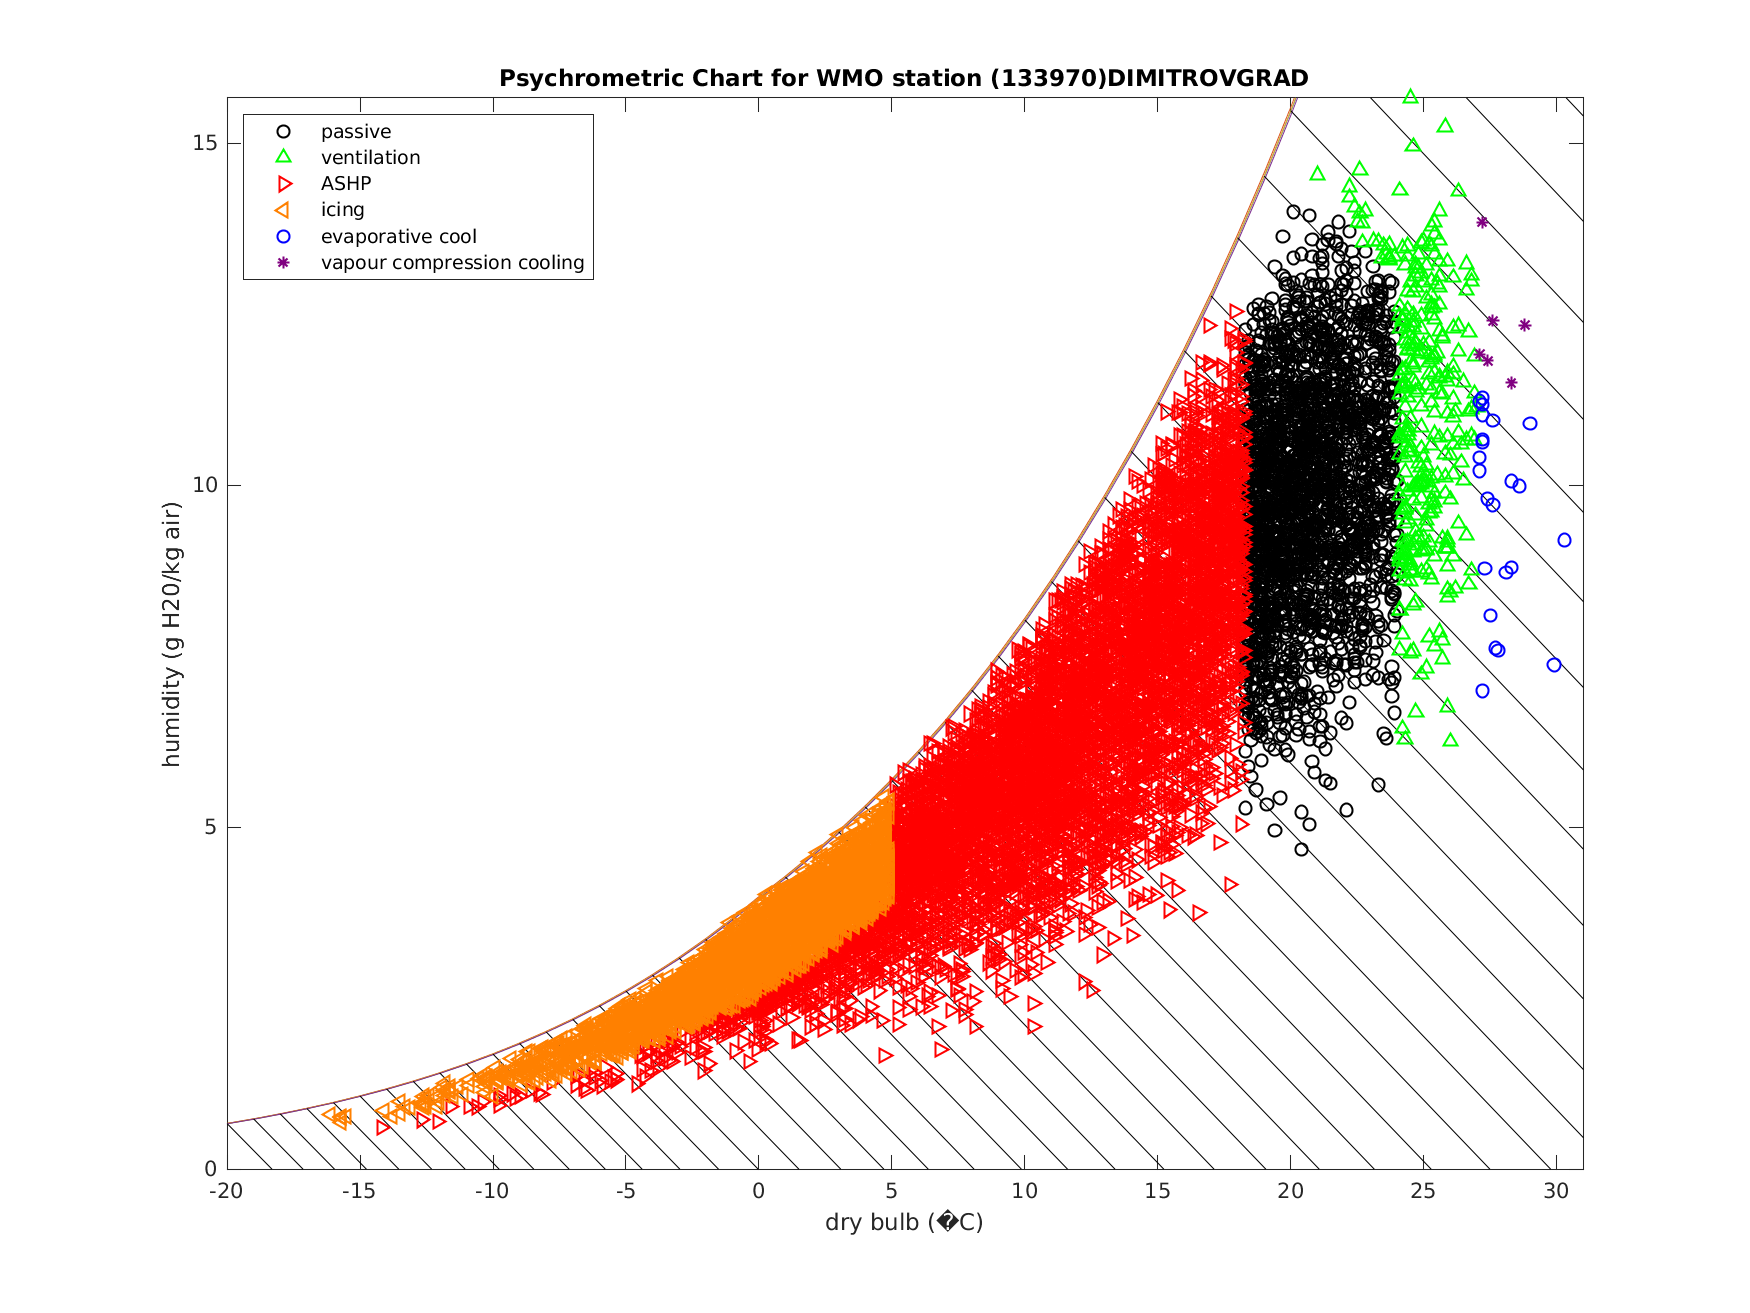 Psychrometric Chart for WMO station (133970)DIMITROVGRAD
passive
ventilation
ASHP
icing
evaporative cool
vapour compression cooling
humidity (g H20/kg air)
15
10
5
0
-20 -15 -10 -5 0 5 10 15 20 25 30
dry bulb (�C)